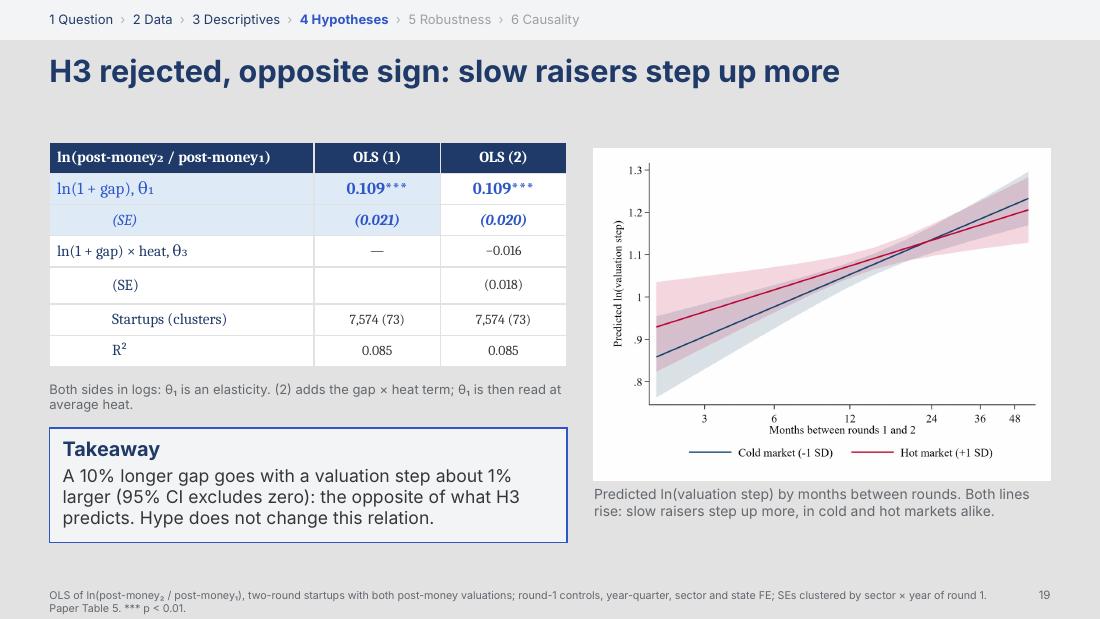 1 Question › 2 Data › 3 Descriptives › 4 Hypotheses › 5 Robustness › 6 Causality
H3 rejected, opposite sign: slow raisers step up more
ln(post-money₂ / post-money₁) OLS (1) OLS (2)
ln(1 + gap), θ₁ 0.109*** 0.109***
(SE) (0.021) (0.020)
ln(1 + gap) × heat, θ₃ — −0.016
(SE) (0.018)
Startups (clusters) 7,574 (73) 7,574 (73)
R² 0.085 0.085
Both sides in logs: θ₁ is an elasticity. (2) adds the gap × heat term; θ₁ is then read at
average heat.
Takeaway
A 10% longer gap goes with a valuation step about 1%
larger (95% CI excludes zero): the opposite of what H3
predicts. Hype does not change this relation.
Predicted ln(valuation step)
1.3
1.2
1.1
1
.9
.8
3 6 12 24 36 48
Months between rounds 1 and 2
Cold market (-1 SD) Hot market (+1 SD)
Predicted ln(valuation step) by months between rounds. Both lines
rise: slow raisers step up more, in cold and hot markets alike.
OLS of ln(post-money₂ / post-money₁), two-round startups with both post-money valuations; round-1 controls, year-quarter, sector and state FE; SEs clustered by sector × year of round 1.
Paper Table 5. *** p < 0.01.
19